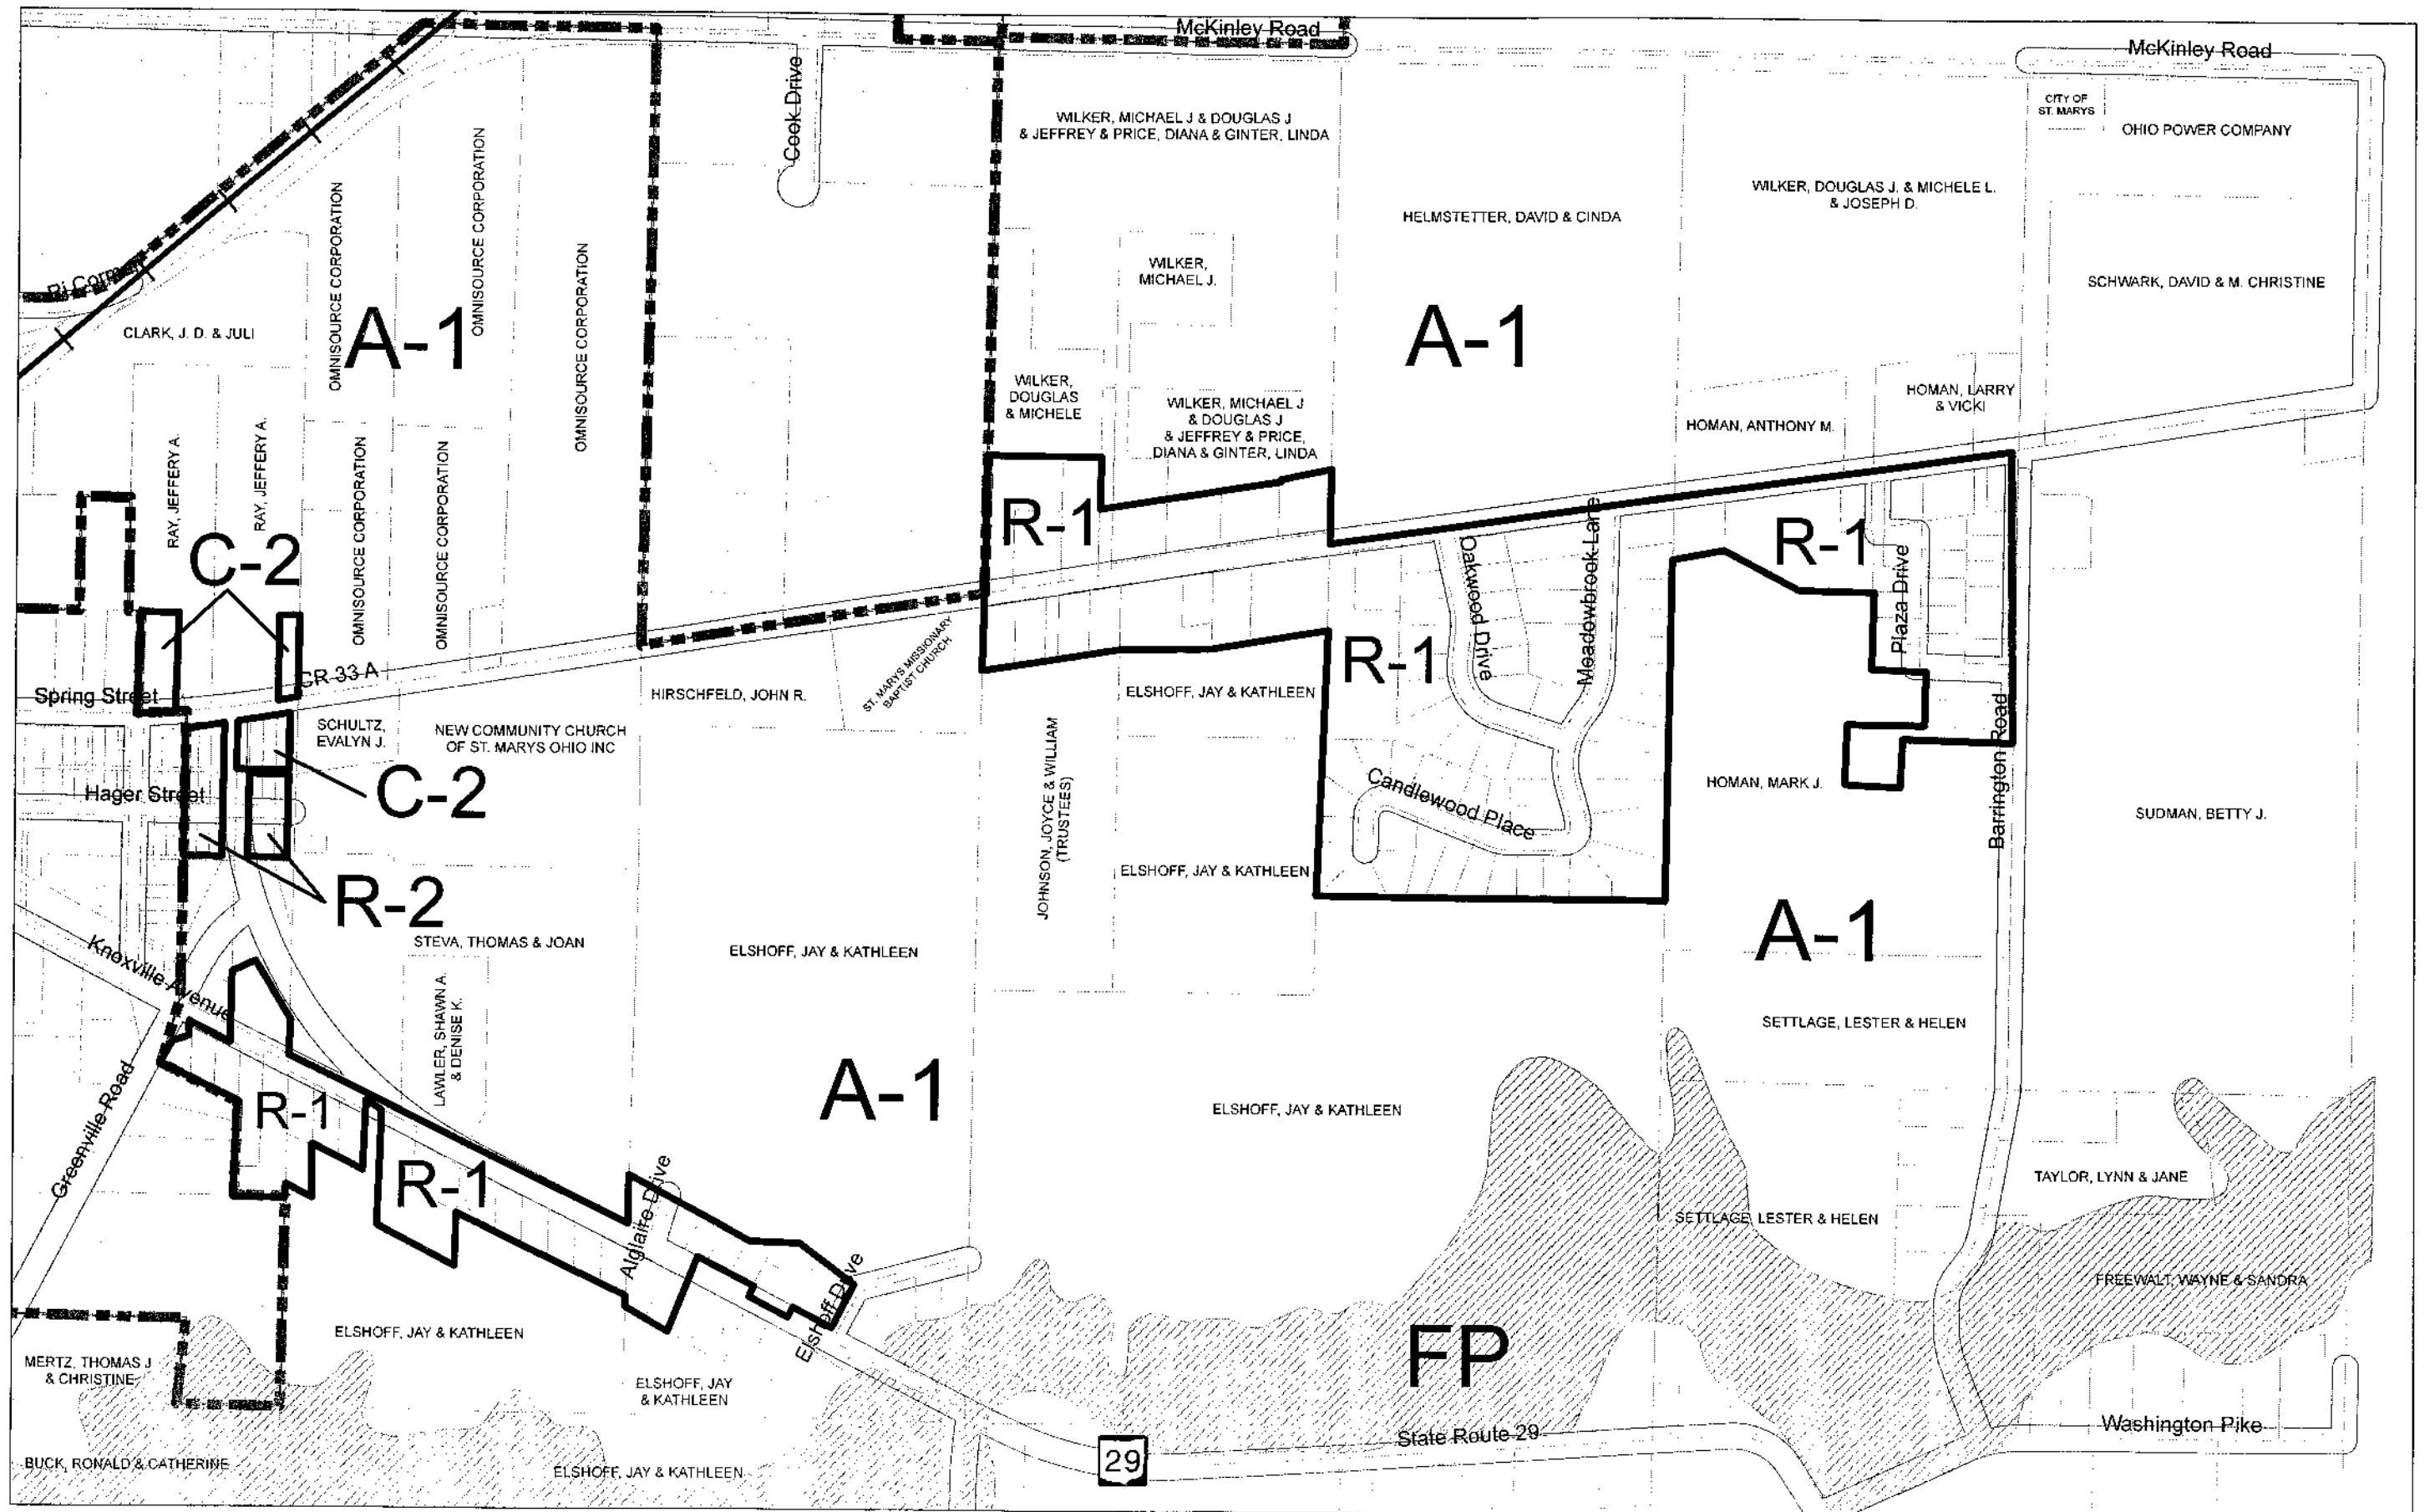 McKinley Road
McKinley Road
Cook Drive
CITY OF
ST. MARYS
OHIO POWER COMPANY
WILKER, MICHAEL J & DOUGLAS J
& JEFFREY & PRICE, DIANA & GINTER, LINDA
WILKER, DOUGLAS J. & MICHELE L.
& JOSEPH D.
HELMSTETTER, DAVID & CINDA
OMNISOURCE CORPORATION
OMNISOURCE CORPORATION
OMNISOURCE CORPORATION
WILKER,
MICHAEL J.
SCHWARK, DAVID & M. CHRISTINE
CLARK, J. D. & JULI
A-1
A-1
WILKER,
DOUGLAS
& MICHELE
WILKER, MICHAEL J
& DOUGLAS J
& JEFFREY & PRICE,
DIANA & GINTER, LINDA
HOMAN, LARRY
& VICKI
HOMAN, ANTHONY M.
RAY, JEFFERY A.
RAY, JEFFERY A.
OMNISOURCE CORPORATION
OMNISOURCE CORPORATION
C-2
R-1
R-1
Oakwood Drive
Meadowbrook Lane
Plaza Drive
R-1
CR 33 A
Spring Street
HIRSCHFELD, JOHN R.
ST. MARYS MISSIONARY
BAPTIST CHURCH
ELSHOFF, JAY & KATHLEEN
SCHULTZ,
EVALYN J.
NEW COMMUNITY CHURCH
OF ST. MARYS OHIO INC
JOHNSON, JOYCE & WILLIAM
(TRUSTEES)
Barrington Road
Hager Street
C-2
Candlewood Place
HOMAN, MARK J.
SUDMAN, BETTY J.
ELSHOFF, JAY & KATHLEEN
R-2
Knoxville Avenue
STEVA, THOMAS & JOAN
ELSHOFF, JAY & KATHLEEN
A-1
LAWLER, SHAWN A.
& DENISE K.
SETTLAGE, LESTER & HELEN
A-1
ELSHOFF, JAY & KATHLEEN
Greenville Road
R-1
R-1
TAYLOR, LYNN & JANE
SETTLAGE, LESTER & HELEN
Alglaire Drive
Elshoff Drive
FREEWALT, WAYNE & SANDRA
ELSHOFF, JAY & KATHLEEN
FP
MERTZ, THOMAS J
& CHRISTINE
ELSHOFF, JAY
& KATHLEEN
State Route 29
Washington Pike
29
BUCK, RONALD & CATHERINE
ELSHOFF, JAY & KATHLEEN